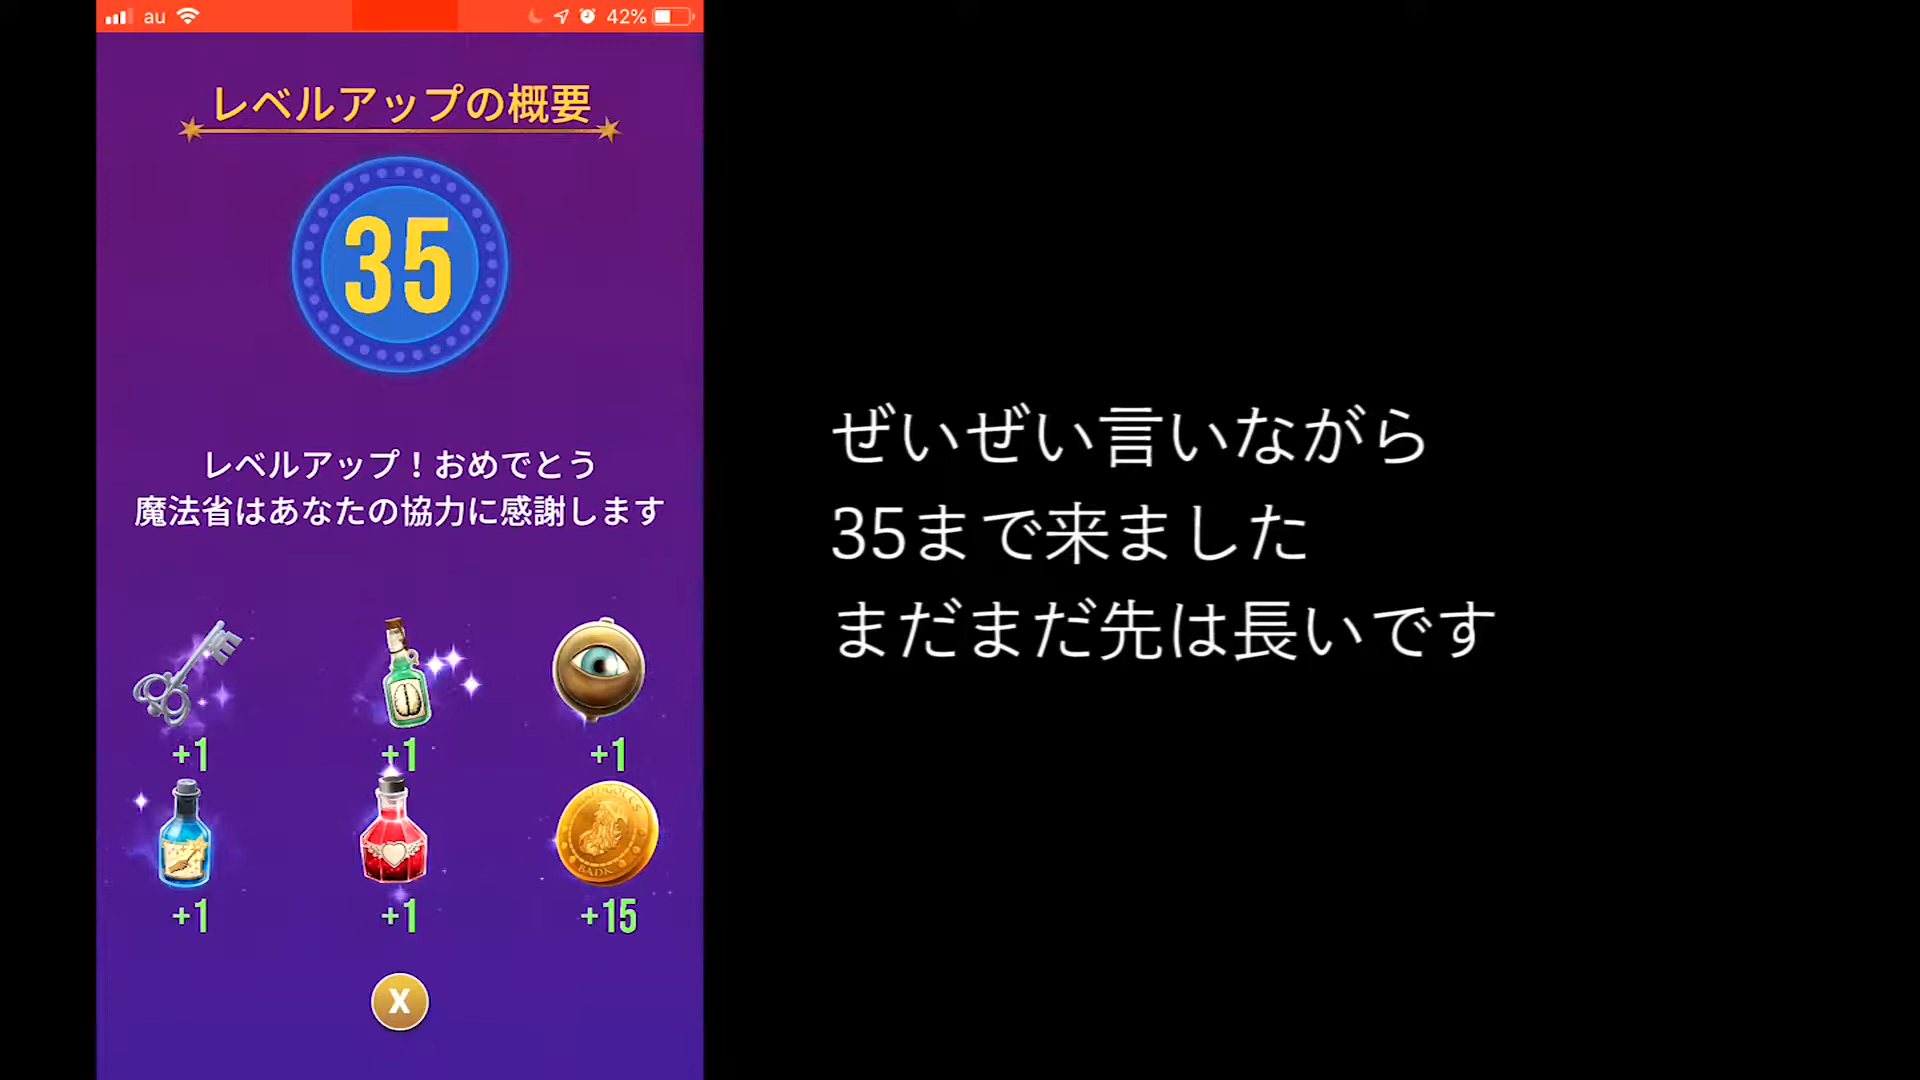 au
42%
レベルアップの概要
35
レベルアップ！おめでとう
魔法省はあなたの協力に感謝します
+1
+1
+1
+1
+1
+15
X
ぜいぜい言いながら
35まで来ました
まだまだ先は長いです